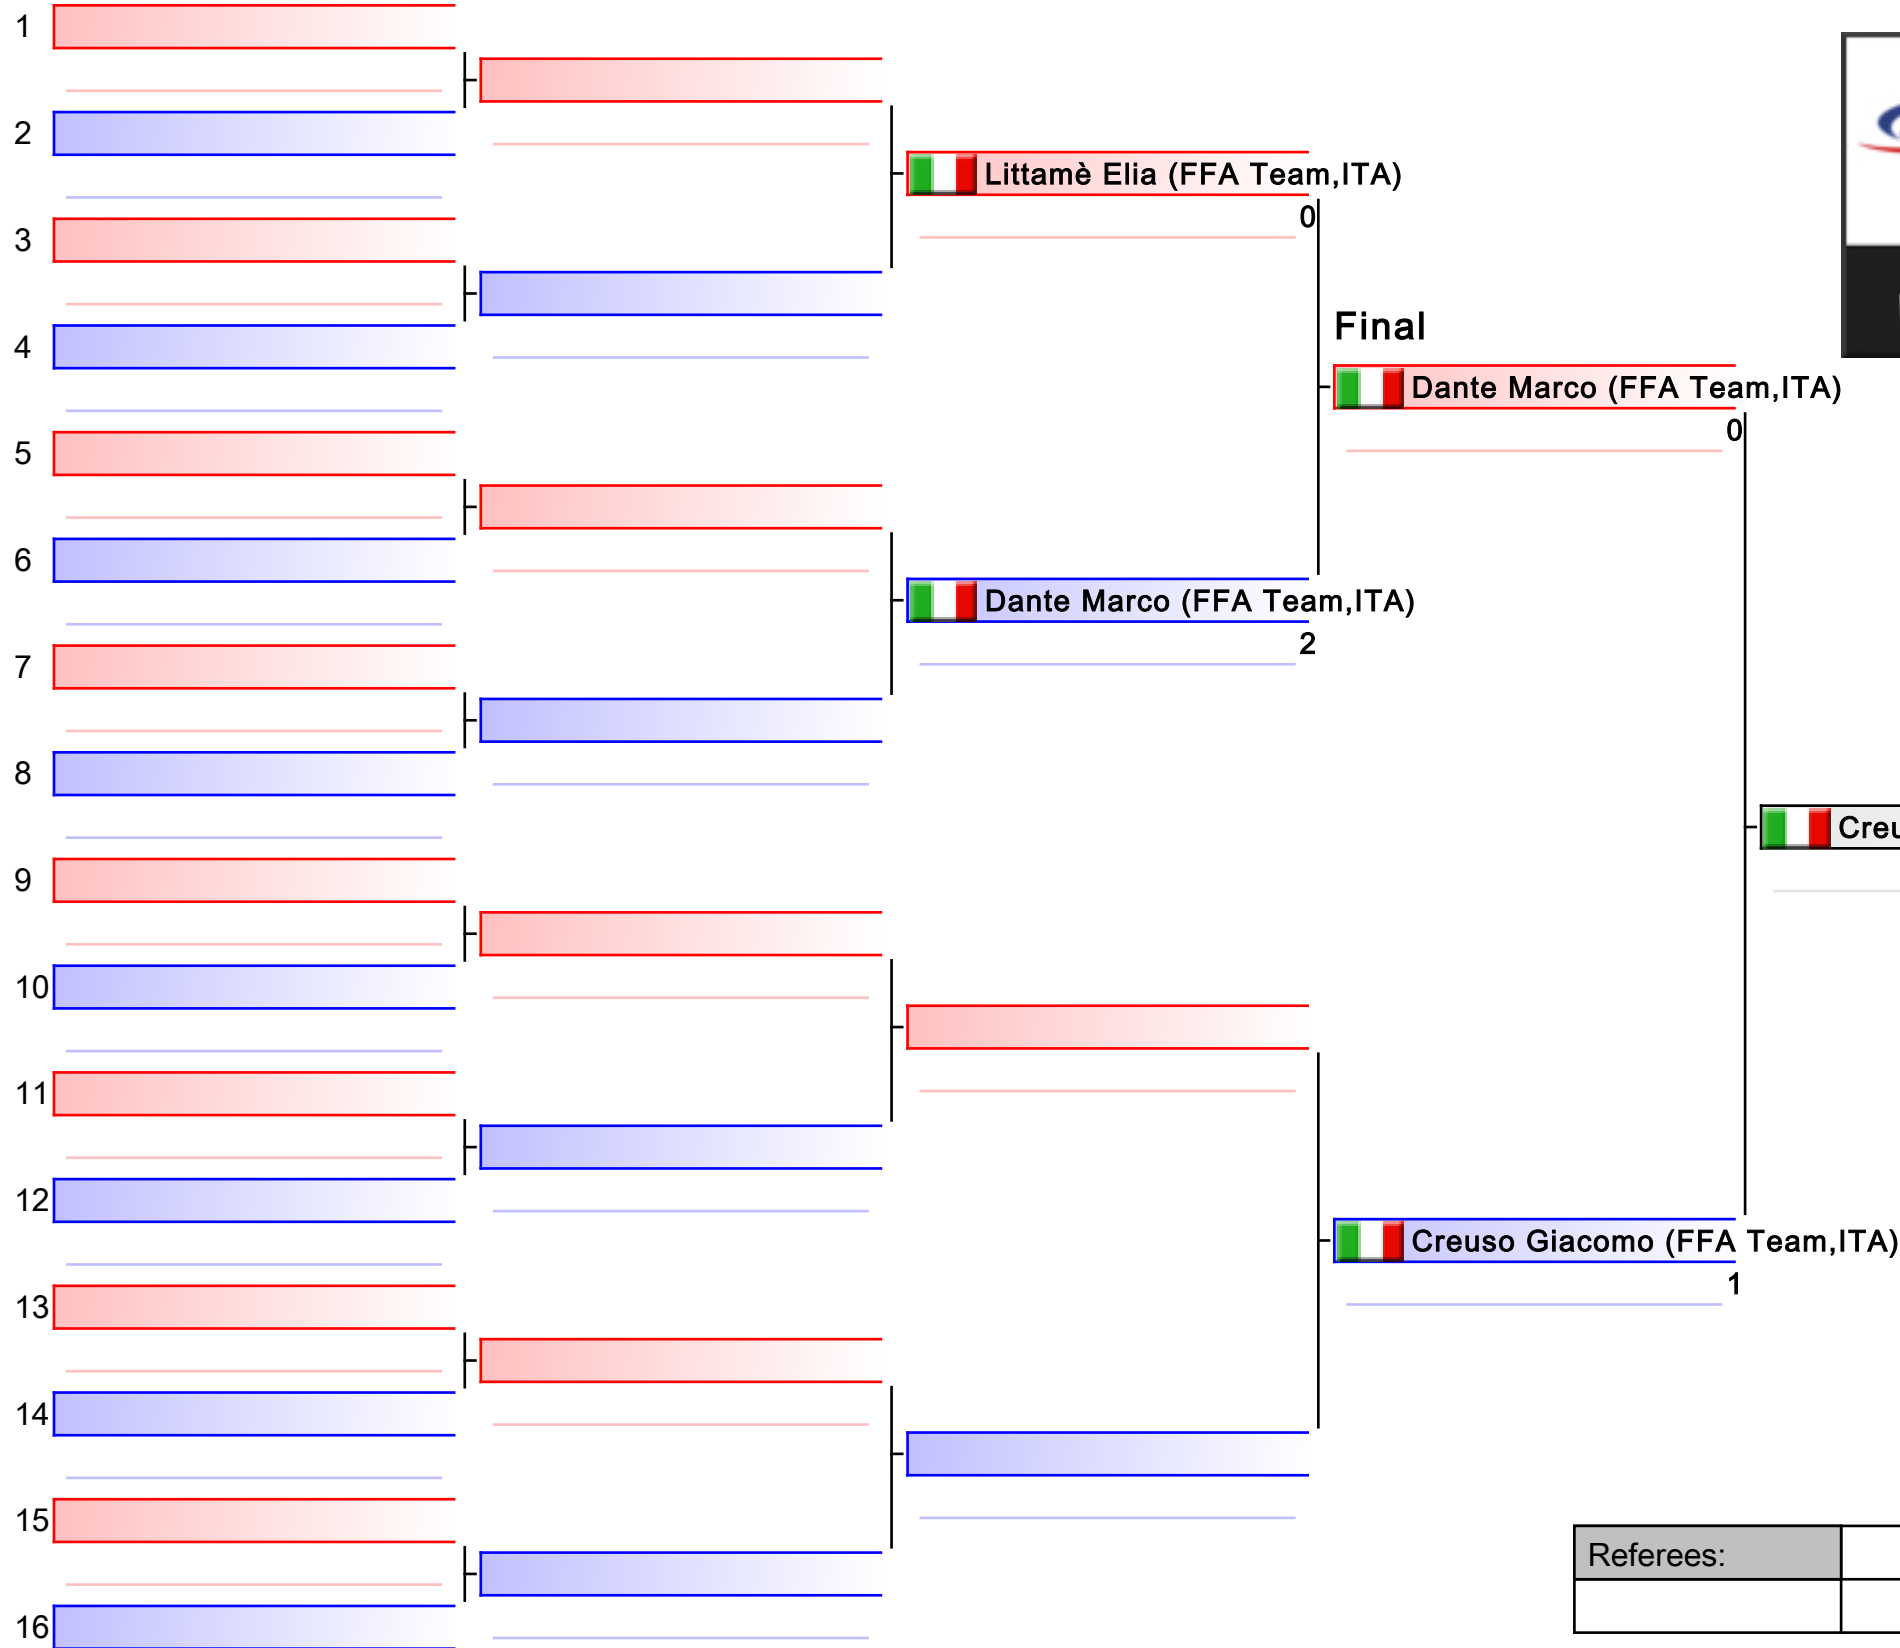 1
2
Littamè Elia (FFA Team,ITA)
0
3
Final
4
Dante Marco (FFA Team,ITA)
0
5
6
Dante Marco (FFA Team,ITA)
2
7
8
Creu
9
10
11
12
Creuso Giacomo (FFA Team,ITA)
1
13
14
15
Referees:
16